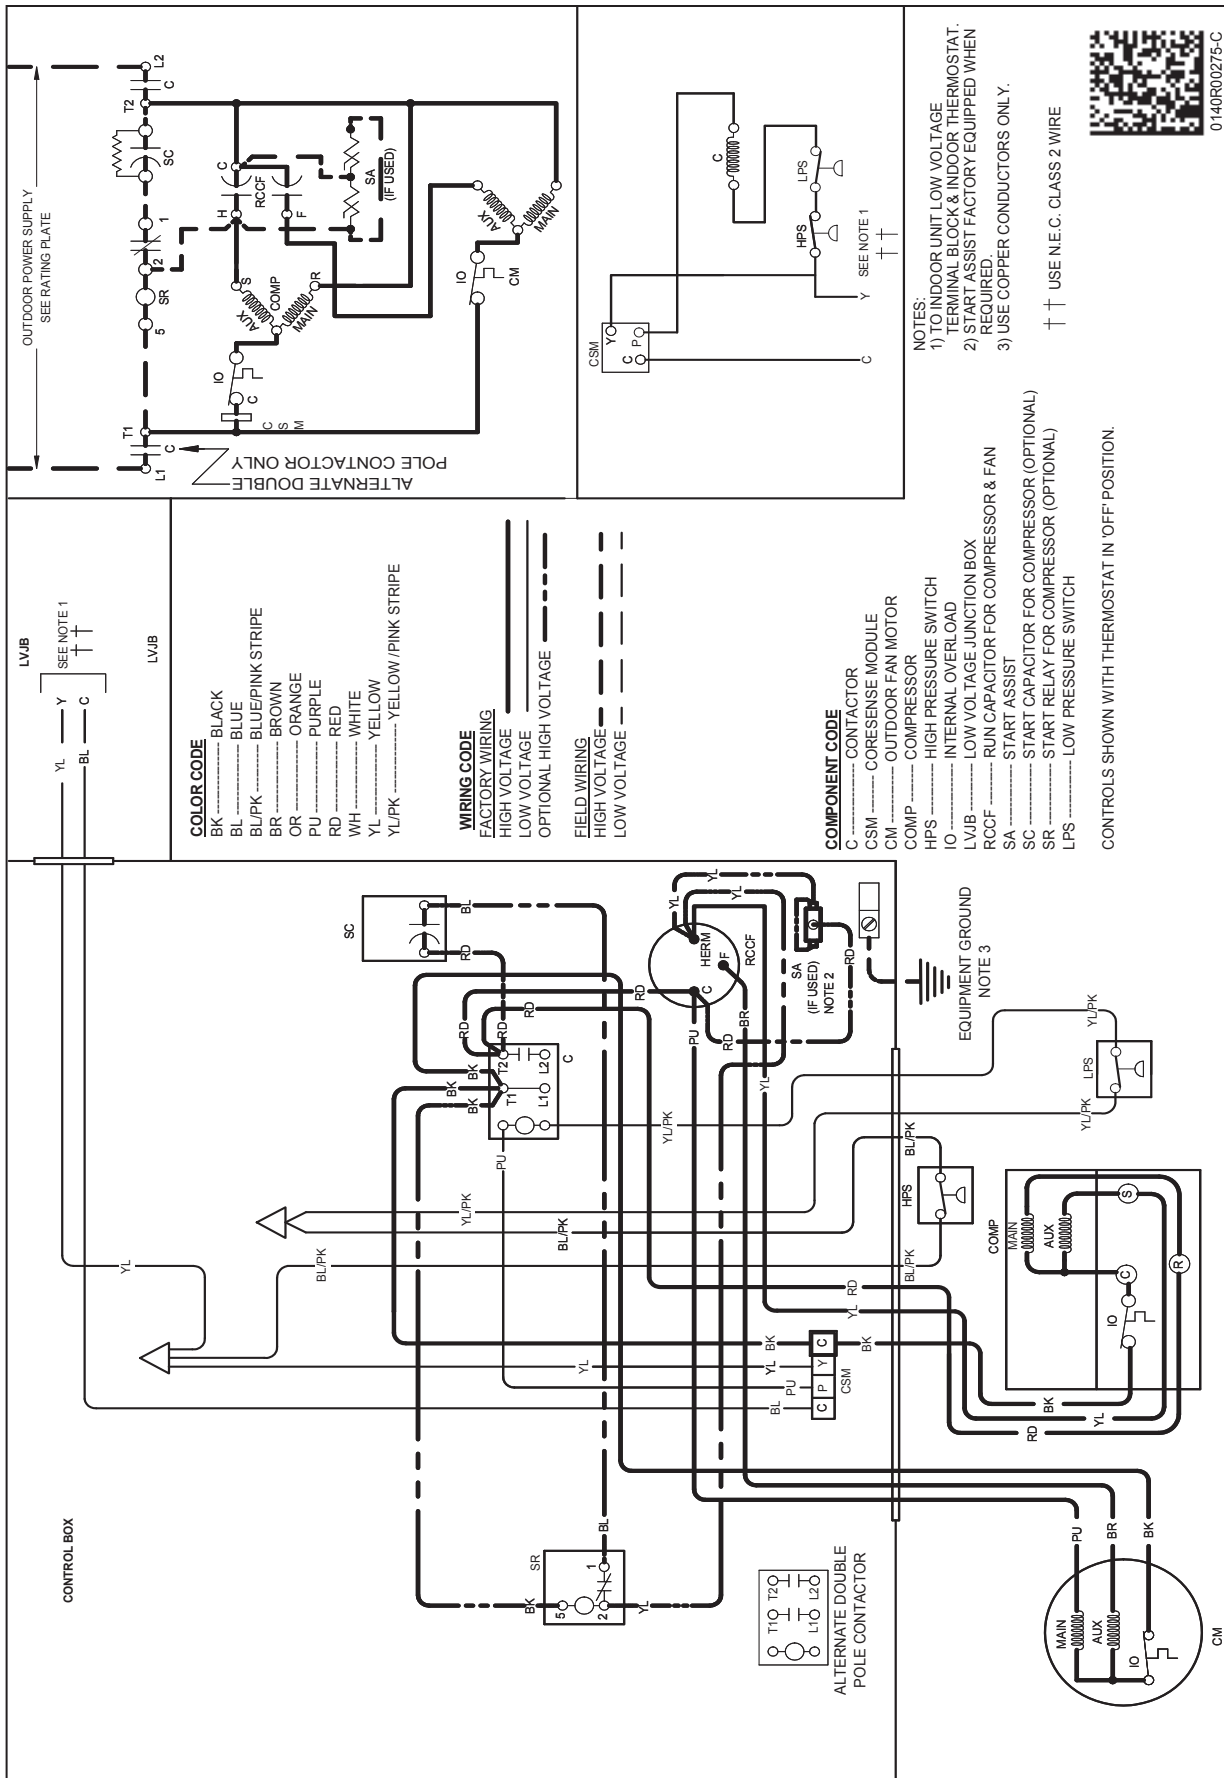 CONTROL BOX
LVJB
YL
Y
BL
C
SEE NOTE 1
LVJB
YL
BL/PK
BL/PK
YL/PK
YL
YL
PU
BL
BK
BK
C
P
Y
C
CSM
SR
BK
5
1
2
BL
YL
SC
RD
BL
BK
BK
BK
RD
RD
RD
T2
T1
L1
L2
C
PU
YL/PK
RD
PU
BR
YL
HERM
F
C
RCCF
YL
YL
RD
RD
SA
(IF USED)
NOTE 2
EQUIPMENT GROUND
NOTE 3
ALTERNATE DOUBLE
POLE CONTACTOR
T1
T2
L1
L2
BL/PK
BL/PK
HPS
YL/PK
YL/PK
LPS
RD
YL
COMP
MAIN
AUX
S
C
R
IO
BK
YL
RD
PU
BR
BK
MAIN
AUX
IO
CM
COLOR CODE
BK ---------- BLACK
BL ---------- BLUE
BL/PK ---------- BLUE/PINK STRIPE
BR ---------- BROWN
OR ---------- ORANGE
PU ---------- PURPLE
RD ---------- RED
WH ---------- WHITE
YL ---------- YELLOW
YL/PK ---------- YELLOW /PINK STRIPE
WIRING CODE
FACTORY WIRING
HIGH VOLTAGE
LOW VOLTAGE
OPTIONAL HIGH VOLTAGE
FIELD WIRING
HIGH VOLTAGE
LOW VOLTAGE
COMPONENT CODE
C ---------- CONTACTOR
CSM ---------- CORESENSE MODULE
CM ---------- OUTDOOR FAN MOTOR
COMP ---------- COMPRESSOR
HPS ---------- HIGH PRESSURE SWITCH
IO ---------- INTERNAL OVERLOAD
LVJB ---------- LOW VOLTAGE JUNCTION BOX
RCCF ---------- RUN CAPACITOR FOR COMPRESSOR & FAN
SA ---------- START ASSIST
SC ---------- START CAPACITOR FOR COMPRESSOR (OPTIONAL)
SR ---------- START RELAY FOR COMPRESSOR (OPTIONAL)
LPS ---------- LOW PRESSURE SWITCH
CONTROLS SHOWN WITH THERMOSTAT IN 'OFF' POSITION.
OUTDOOR POWER SUPPLY
SEE RATING PLATE
L1
C
T1
5
SR
2
1
SC
T2
C
L2
ALTERNATE DOUBLE
POLE CONTACTOR ONLY
C
S
M
C
IO
AUX
S
COMP
MAIN
R
H
C
RCCF
F
SA
(IF USED)
IO
CM
AUX
MAIN
CSM
Y
C
P
C
HPS
LPS
Y
C
SEE NOTE 1
NOTES:
1) TO INDOOR UNIT LOW VOLTAGE
TERMINAL BLOCK & INDOOR THERMOSTAT.
2) START ASSIST FACTORY EQUIPPED WHEN
REQUIRED.
3) USE COPPER CONDUCTORS ONLY.
†† USE N.E.C. CLASS 2 WIRE
0140R00275-C